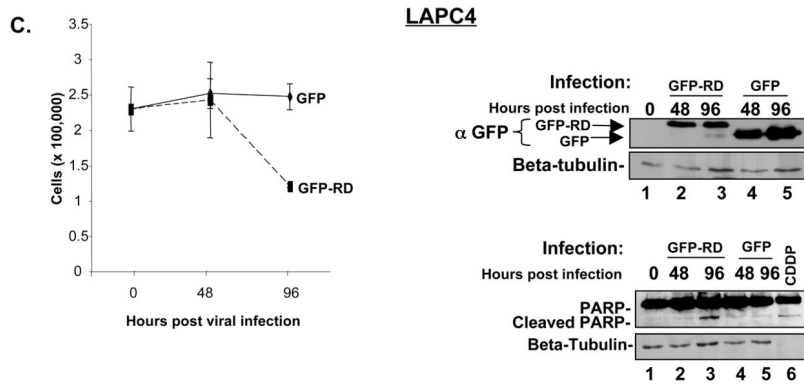 C.
LAPC4
3.5
3
2.5
2
1.5
1
0.5
0
Cells (x 100,000)
GFP
GFP-RD
0 48 96
Hours post viral infection
Infection: GFP-RD GFP
Hours post infection 0 48 96 48 96
α GFP { GFP-RD
GFP
Beta-tubulin-
1 2 3 4 5
Infection: GFP-RD GFP
Hours post infection 0 48 96 48 96 CDDP
PARP-
Cleaved PARP-
Beta-Tubulin-
1 2 3 4 5 6